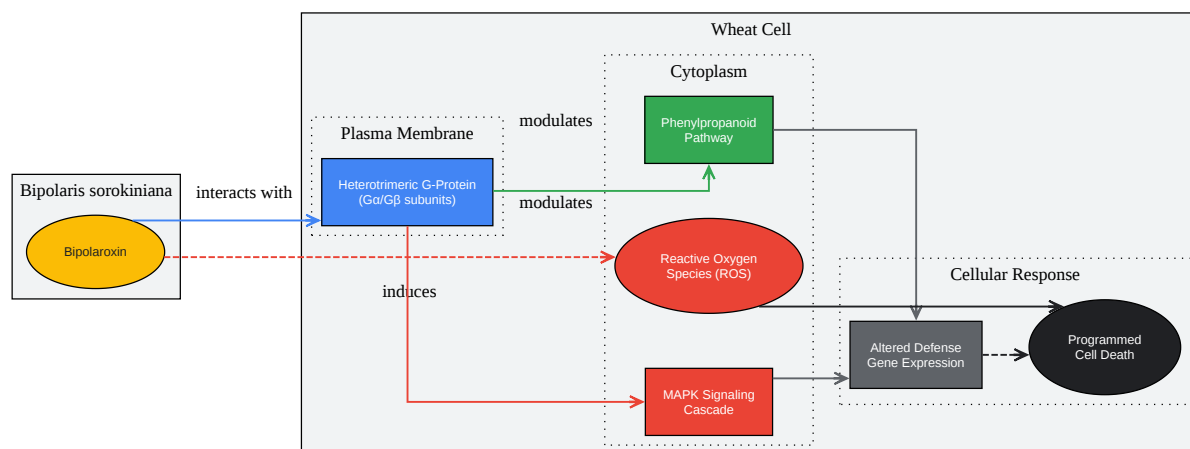 Wheat Cell
Cytoplasm
Plasma Membrane
modulates
Phenylpropanoid
Pathway
Bipolaris sorokiniana
interacts with
Heterotrimeric G-Protein
(Gα/Gβ subunits)
modulates
Bipolaroxin
Reactive Oxygen
Species (ROS)
induces
Cellular Response
Altered Defense
Gene Expression
Programmed
Cell Death
MAPK Signaling
Cascade